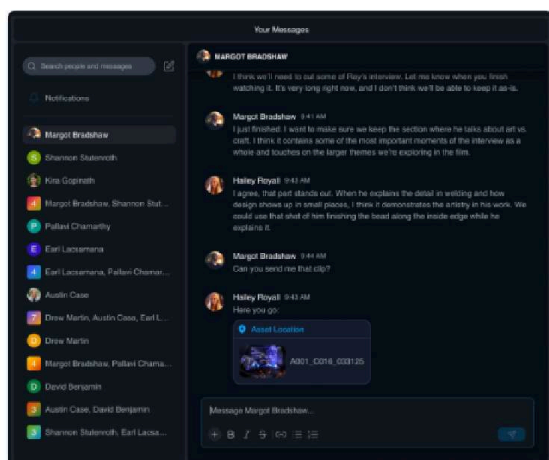 Your Messages
Search people and messages
Notifications
Margot Bradshaw
Shannon Stutenroth
Kira Gopinath
Margot Bradshaw, Shannon Stut...
Pallavi Chamarthy
Earl Lacsamana
Earl Lacsamana, Pallavi Chamar...
Austin Case
Drew Martin, Austin Case, Earl L...
Drew Martin
Margot Bradshaw, Pallavi Chama...
David Benjamin
Austin Case, David Benjamin
Shannon Stutenroth, Earl Lacsa...
MARGOT BRADSHAW
I think we'll need to cut some of Ray's interview. Let me know when you finish
watching it. It's very long right now, and I don't think we'll be able to keep it as-is.
Margot Bradshaw 9:41 AM
I just finished! I want to make sure we keep the section where he talks about art vs.
craft. I think it contains some of the most important moments of the interview as a
whole and touches on the larger themes we're exploring in the film.
Hailey Royall 9:43 AM
I agree, that part stands out. When he explains the detail in welding and how
design shows up in small places, I think it demonstrates the artistry in his work. We
could use that shot of him finishing the bead along the inside edge while he
explains it.
Margot Bradshaw 9:44 AM
Can you send me that clip?
Hailey Royall 9:43 AM
Here you go:
Asset Location
A001_C016_033125
Message Margot Bradshaw...
B I S